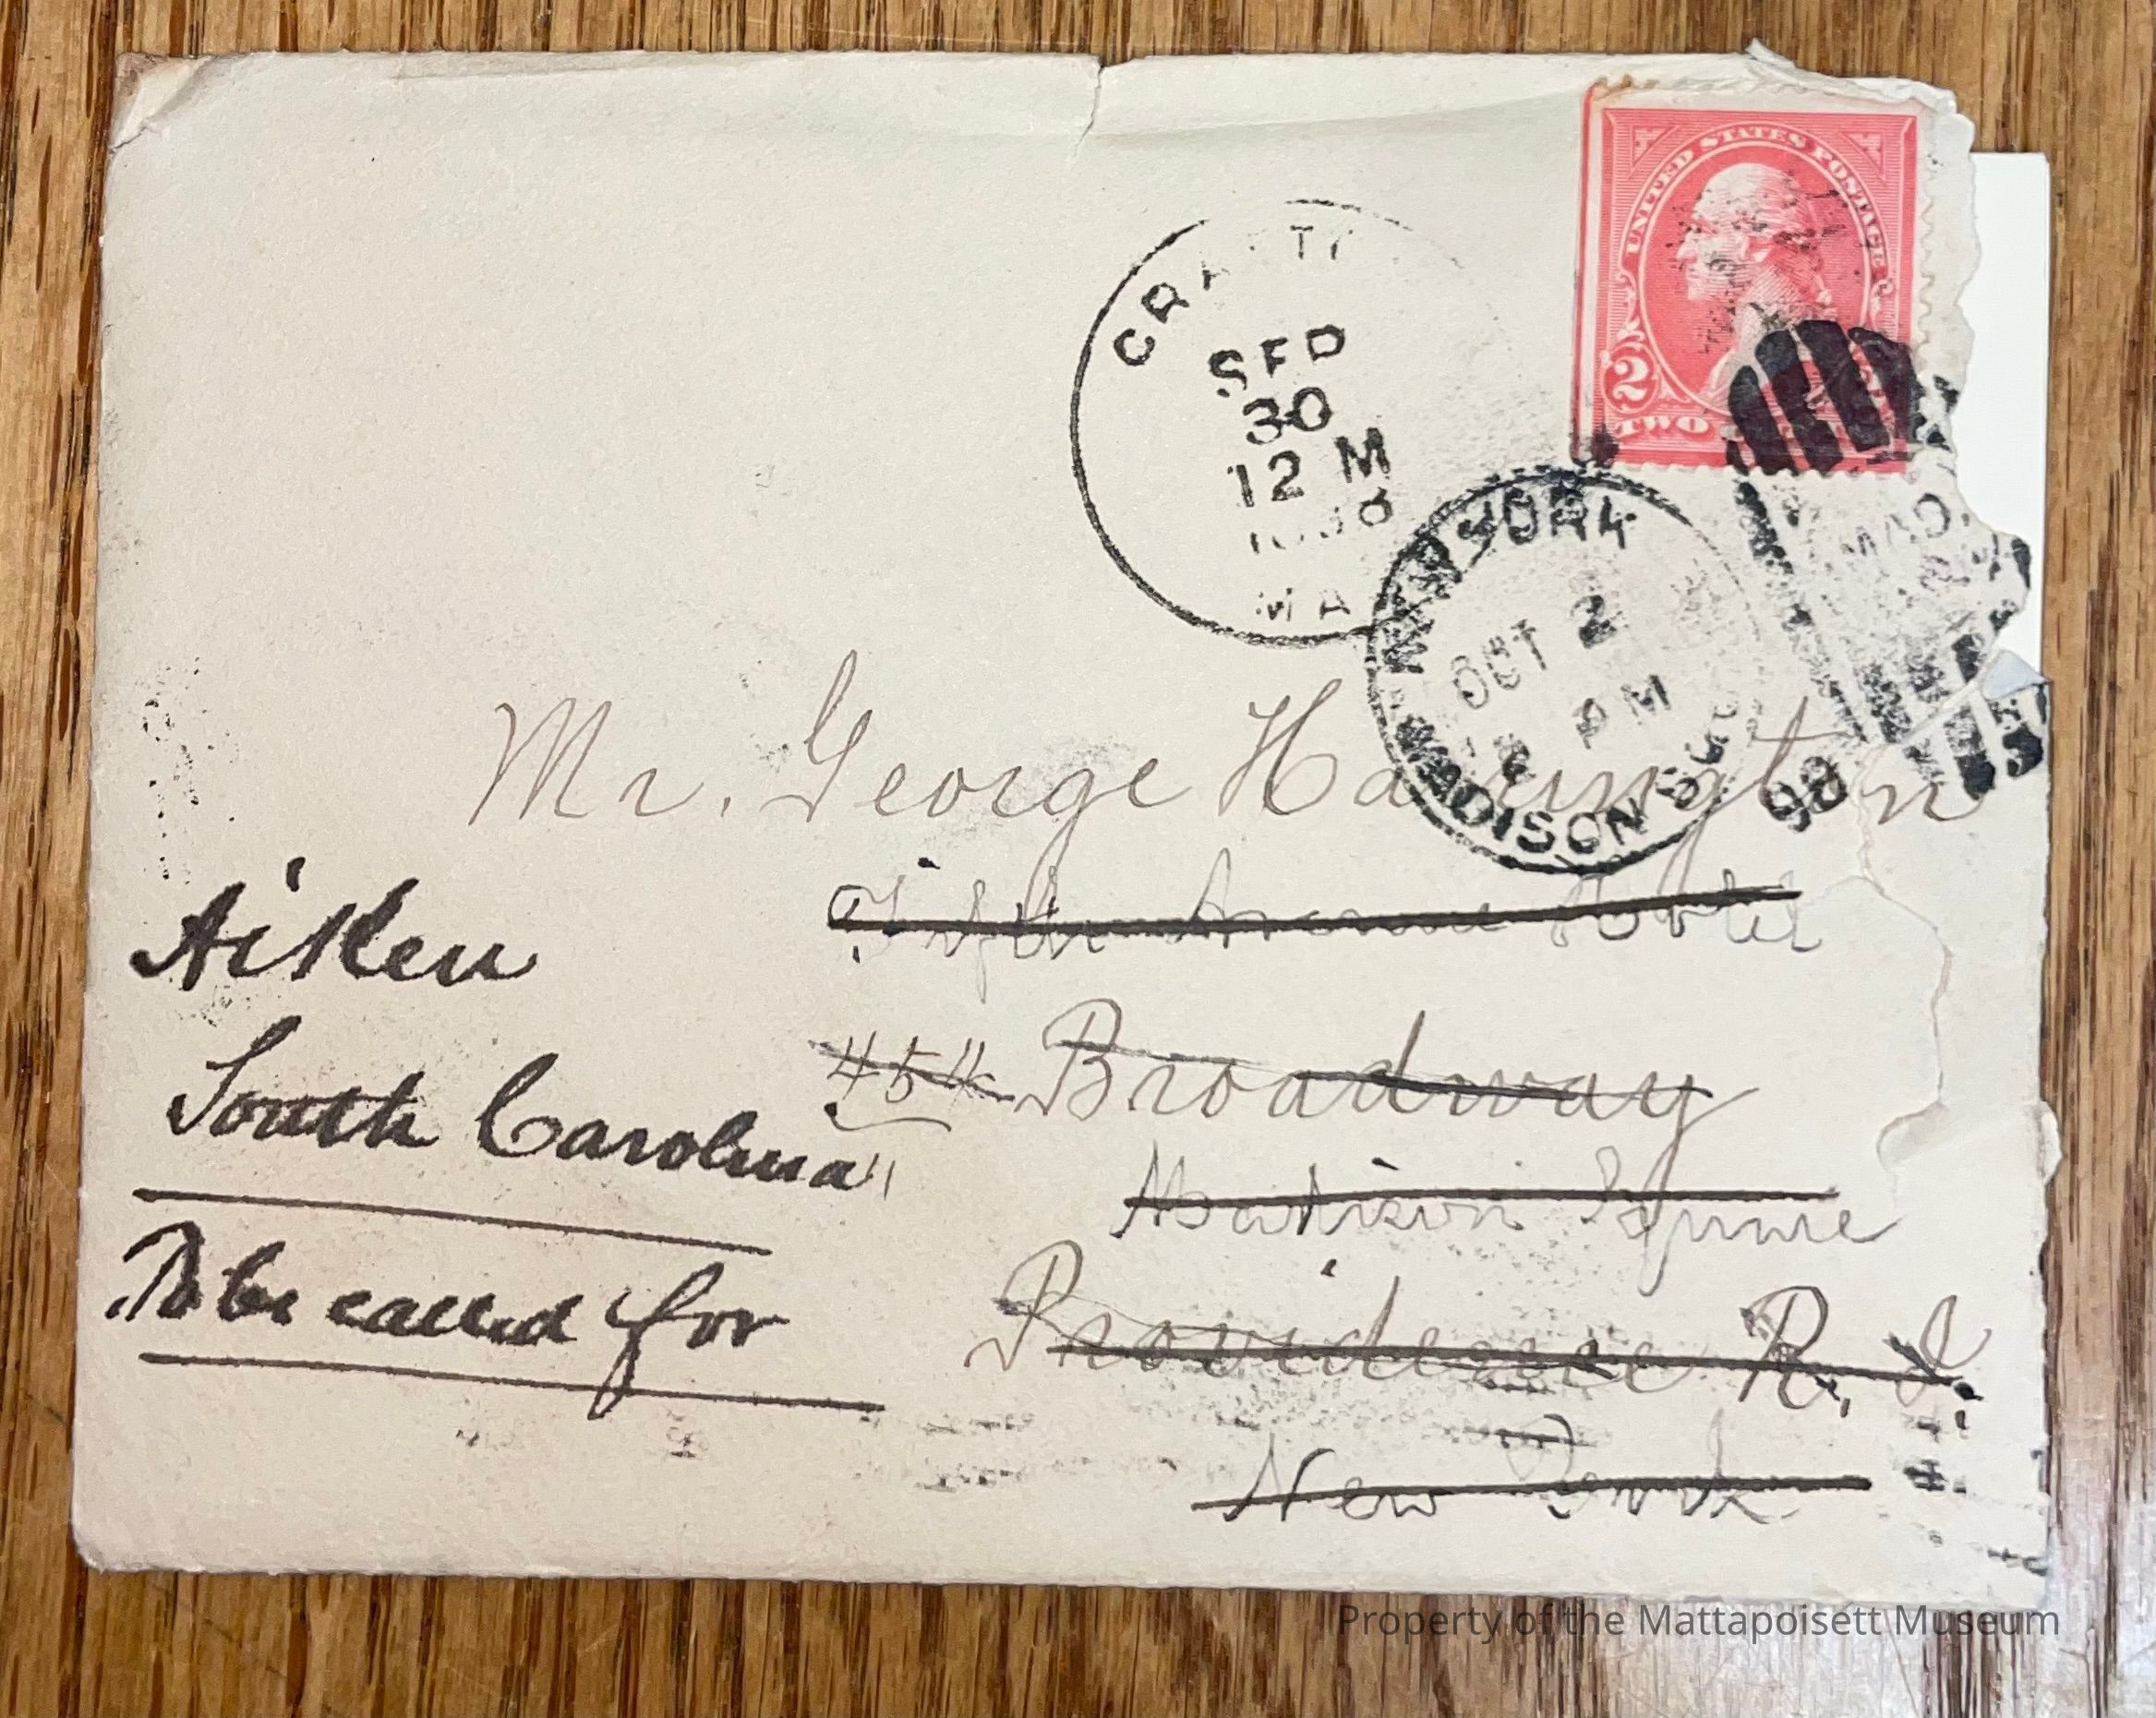 UNITED STATES POSTAGE
2
TWO
SEP
30
12 M
MA
NEW YORK
OCT 2
PM
MADISON SQ
98
Mr. George Harrington
Fifth Avenue Hotel
Aiken
454 Broadway
South Carolina
Madison Square
To be called for
Providence R. I.
New York
Property of the Mattapoisett Museum